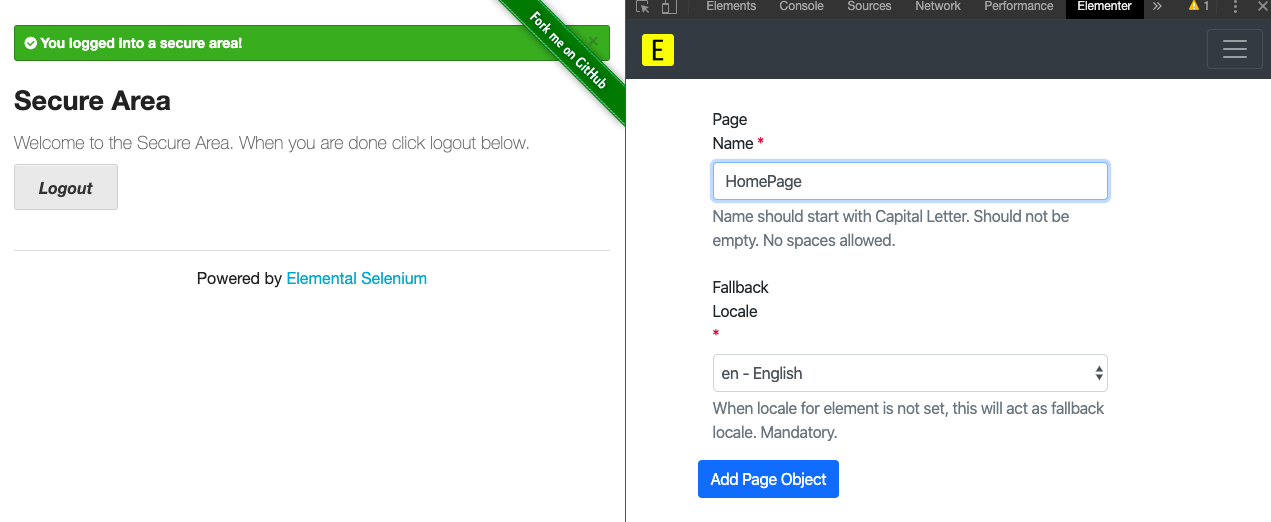 You logged into a secure area!
×
Fork me on GitHub
Secure Area
Welcome to the Secure Area. When you are done click logout below.
Logout
Powered by Elemental Selenium
Elements Console Sources Network Performance Elementer » 1
E
Page
Name *
HomePage
Name should start with Capital Letter. Should not be
empty. No spaces allowed.
Fallback
Locale
*
en - English
When locale for element is not set, this will act as fallback
locale. Mandatory.
Add Page Object